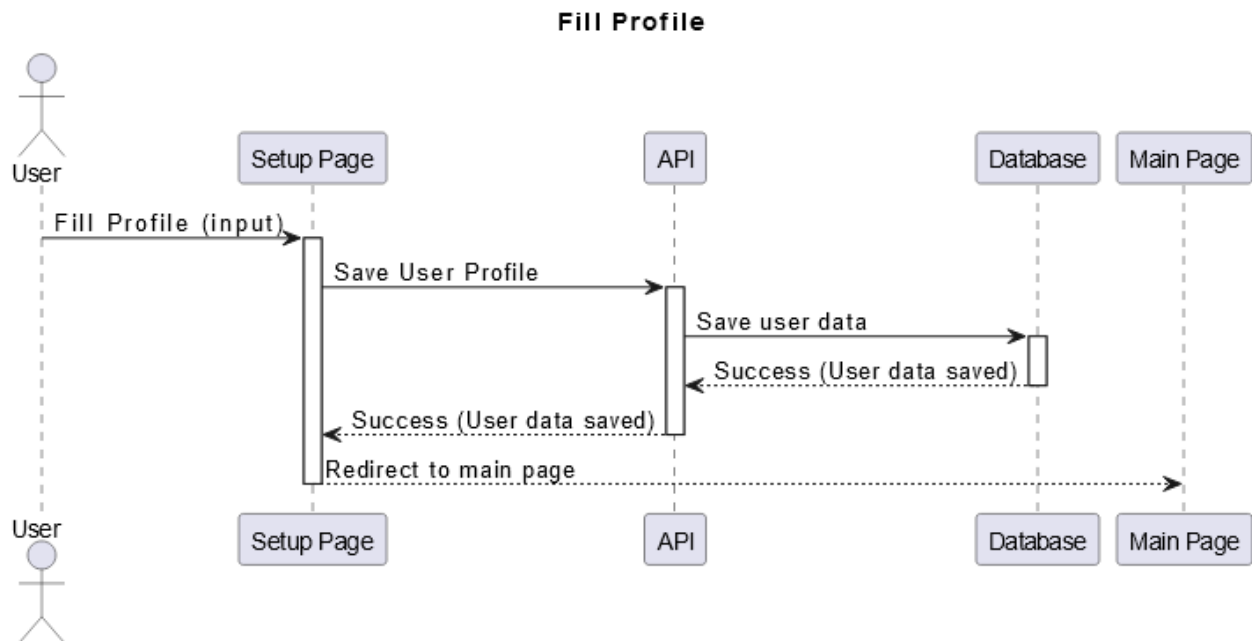 Fill Profile
User
Setup Page
API
Database
Main Page
Fill Profile (input)
Save User Profile
Save user data
Success (User data saved)
Success (User data saved)
Redirect to main page
User
Setup Page
API
Database
Main Page